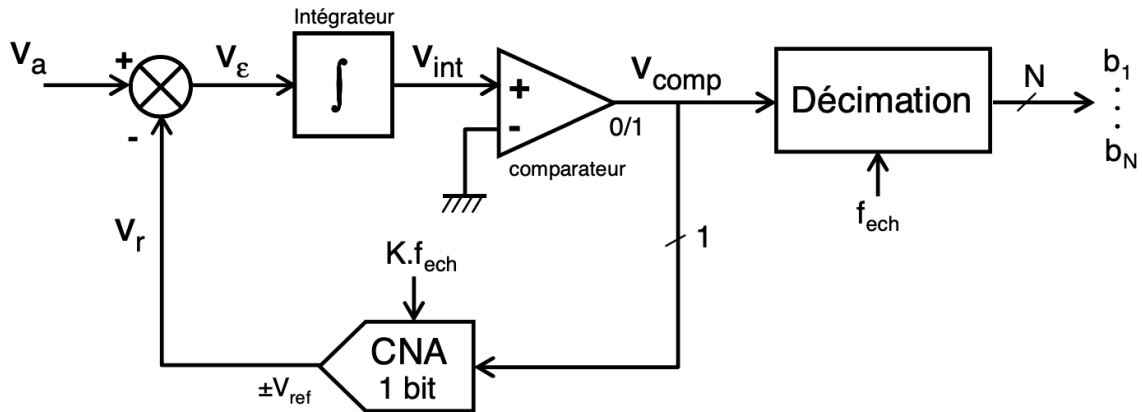 Intégrateur
va
+
-
vε
∫
vint
+
-
0/1
comparateur
vcomp
Décimation
N
b1
bN
fech
1
vr
K.fech
CNA
1 bit
±Vref